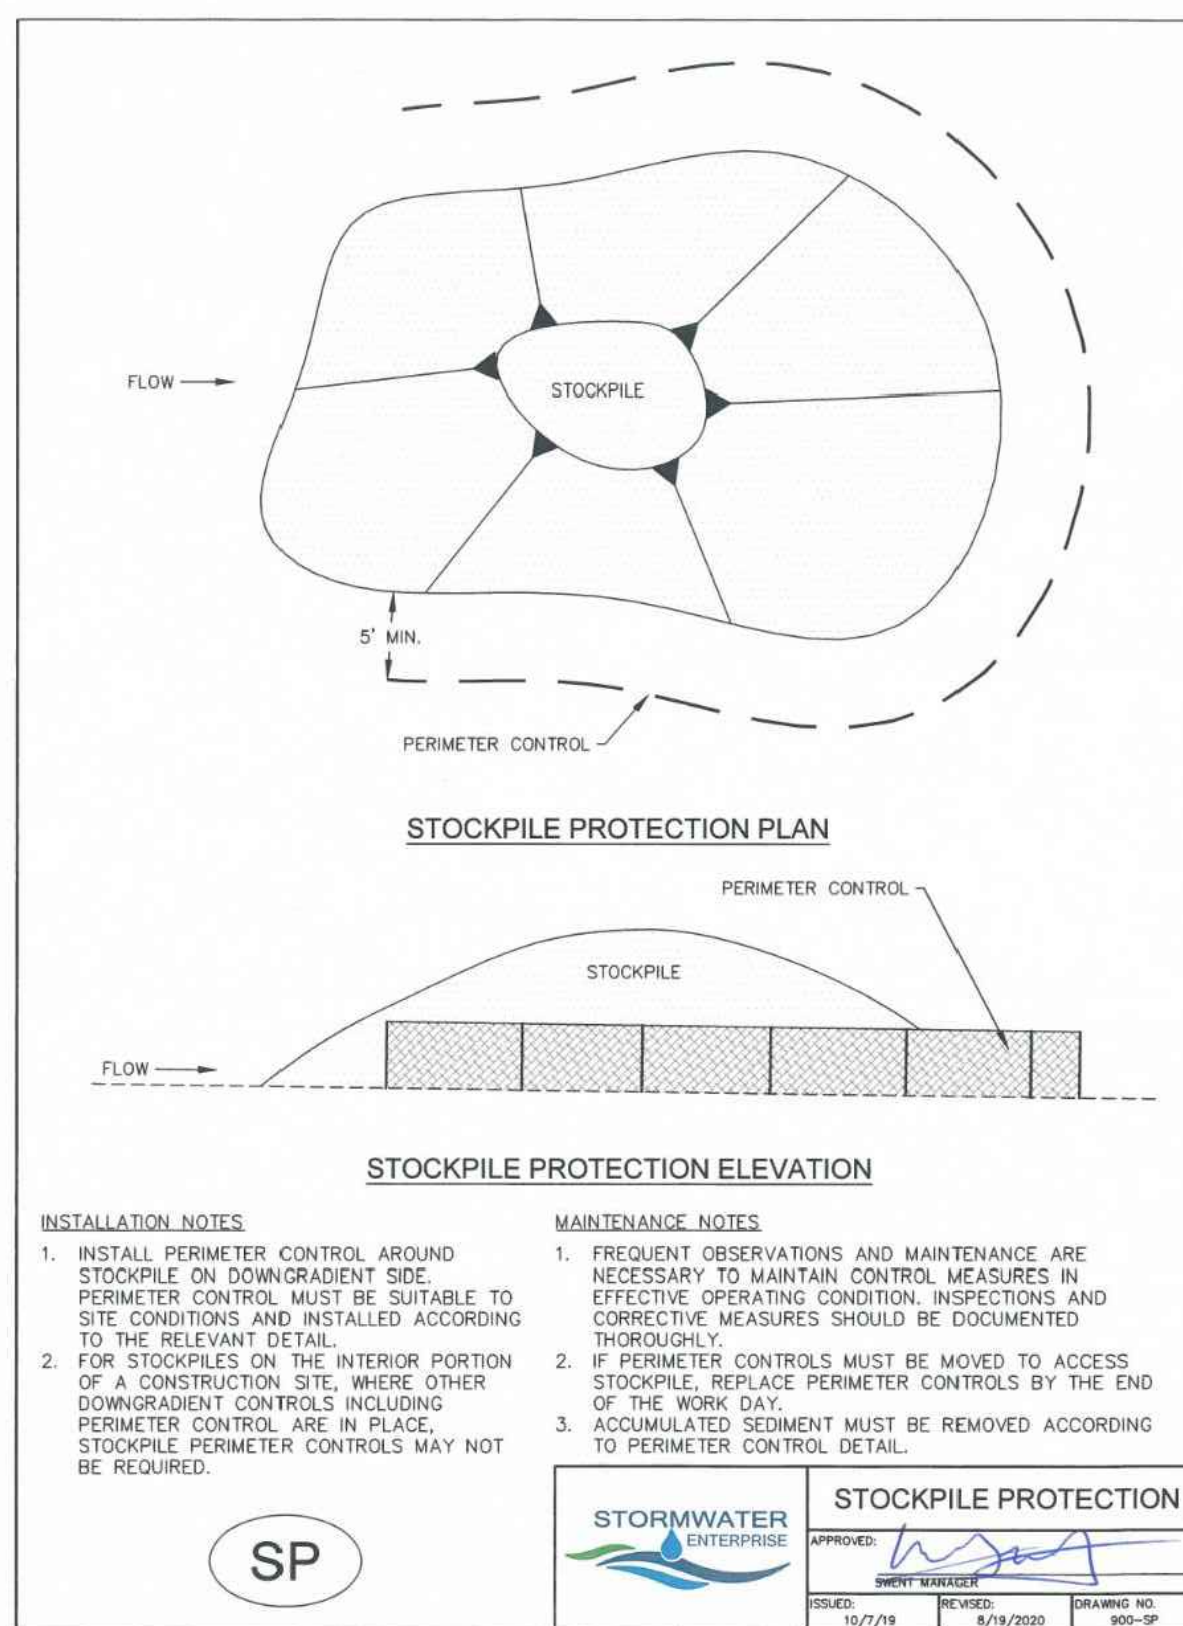 FLOW
STOCKPILE
5' MIN.
PERIMETER CONTROL
STOCKPILE PROTECTION PLAN
PERIMETER CONTROL
STOCKPILE
FLOW
STOCKPILE PROTECTION ELEVATION
INSTALLATION NOTES
1. INSTALL PERIMETER CONTROL AROUND
STOCKPILE ON DOWNGRADIENT SIDE.
PERIMETER CONTROL MUST BE SUITABLE TO
SITE CONDITIONS AND INSTALLED ACCORDING
TO THE RELEVANT DETAIL.
2. FOR STOCKPILES ON THE INTERIOR PORTION
OF A CONSTRUCTION SITE, WHERE OTHER
DOWNGRADIENT CONTROLS INCLUDING
PERIMETER CONTROL ARE IN PLACE,
STOCKPILE PERIMETER CONTROLS MAY NOT
BE REQUIRED.
MAINTENANCE NOTES
1. FREQUENT OBSERVATIONS AND MAINTENANCE ARE
NECESSARY TO MAINTAIN CONTROL MEASURES IN
EFFECTIVE OPERATING CONDITION. INSPECTIONS AND
CORRECTIVE MEASURES SHOULD BE DOCUMENTED
THOROUGHLY.
2. IF PERIMETER CONTROLS MUST BE MOVED TO ACCESS
STOCKPILE, REPLACE PERIMETER CONTROLS BY THE END
OF THE WORK DAY.
3. ACCUMULATED SEDIMENT MUST BE REMOVED ACCORDING
TO PERIMETER CONTROL DETAIL.
SP
STORMWATER
ENTERPRISE
STOCKPILE PROTECTION
APPROVED:
SWENT MANAGER
ISSUED:
10/7/19
REVISED:
8/19/2020
DRAWING NO.
900-SP